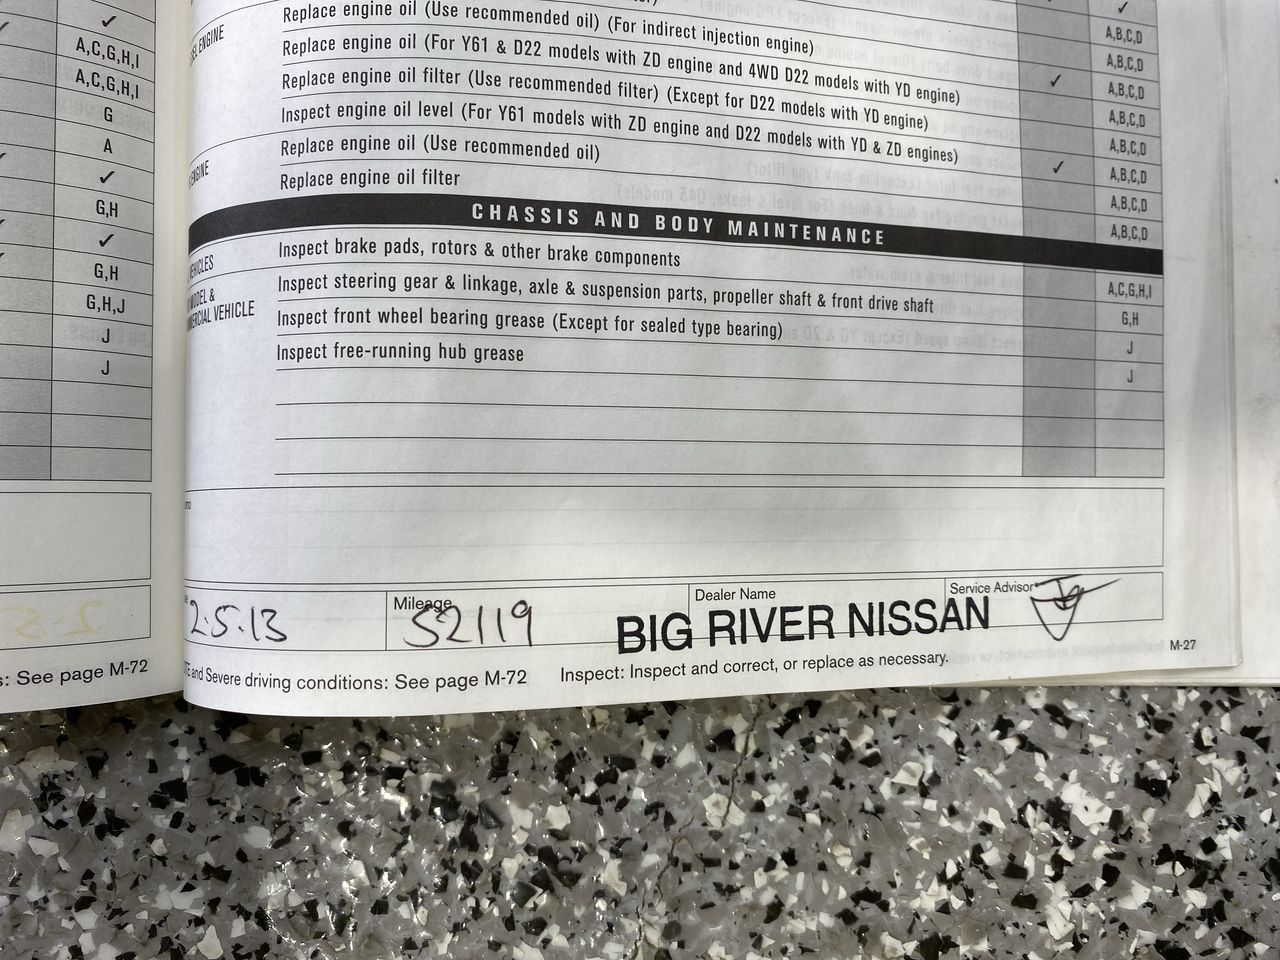 ✓
A,C,G,H,I
A,C,G,H,I
G
A
✓
G,H
✓
G,H
G,H,J
J
J
s: See page M-72
✓
Replace engine oil (Use recommended oil) (For indirect injection engine) A,B,C,D
Replace engine oil (For Y61 & D22 models with ZD engine and 4WD D22 models with YD engine) A,B,C,D
Replace engine oil filter (Use recommended filter) (Except for D22 models with YD engine) ✓ A,B,C,D
Inspect engine oil level (For Y61 models with ZD engine and D22 models with YD & ZD engines) A,B,C,D
A,B,C,D
Replace engine oil (Use recommended oil) ✓ A,B,C,D
Replace engine oil filter A,B,C,D
A,B,C,D
ENGINE
CHASSIS AND BODY MAINTENANCE
Inspect brake pads, rotors & other brake components A,C,G,H,I
Inspect steering gear & linkage, axle & suspension parts, propeller shaft & front drive shaft G,H
Inspect front wheel bearing grease (Except for sealed type bearing) J
Inspect free-running hub grease J
MODEL &
VEHICLE
2.5.13
Mileage 52119
Dealer Name BIG RIVER NISSAN
Service Advisor
TE and Severe driving conditions: See page M-72 Inspect: Inspect and correct, or replace as necessary.
M-27